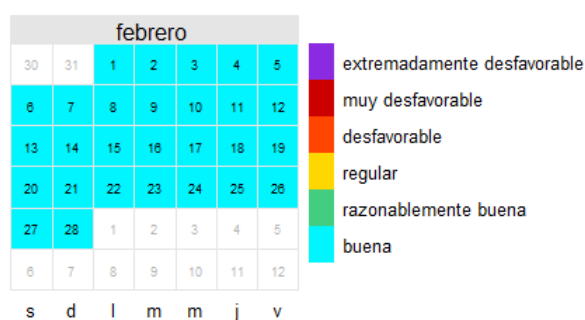 febrero
30 31 1 2 3 4 5
6 7 8 9 10 11 12
13 14 15 16 17 18 19
20 21 22 23 24 25 26
27 28 1 2 3 4 5
6 7 8 9 10 11 12
s d l m m j v
extremadamente desfavorable
muy desfavorable
desfavorable
regular
razonablemente buena
buena